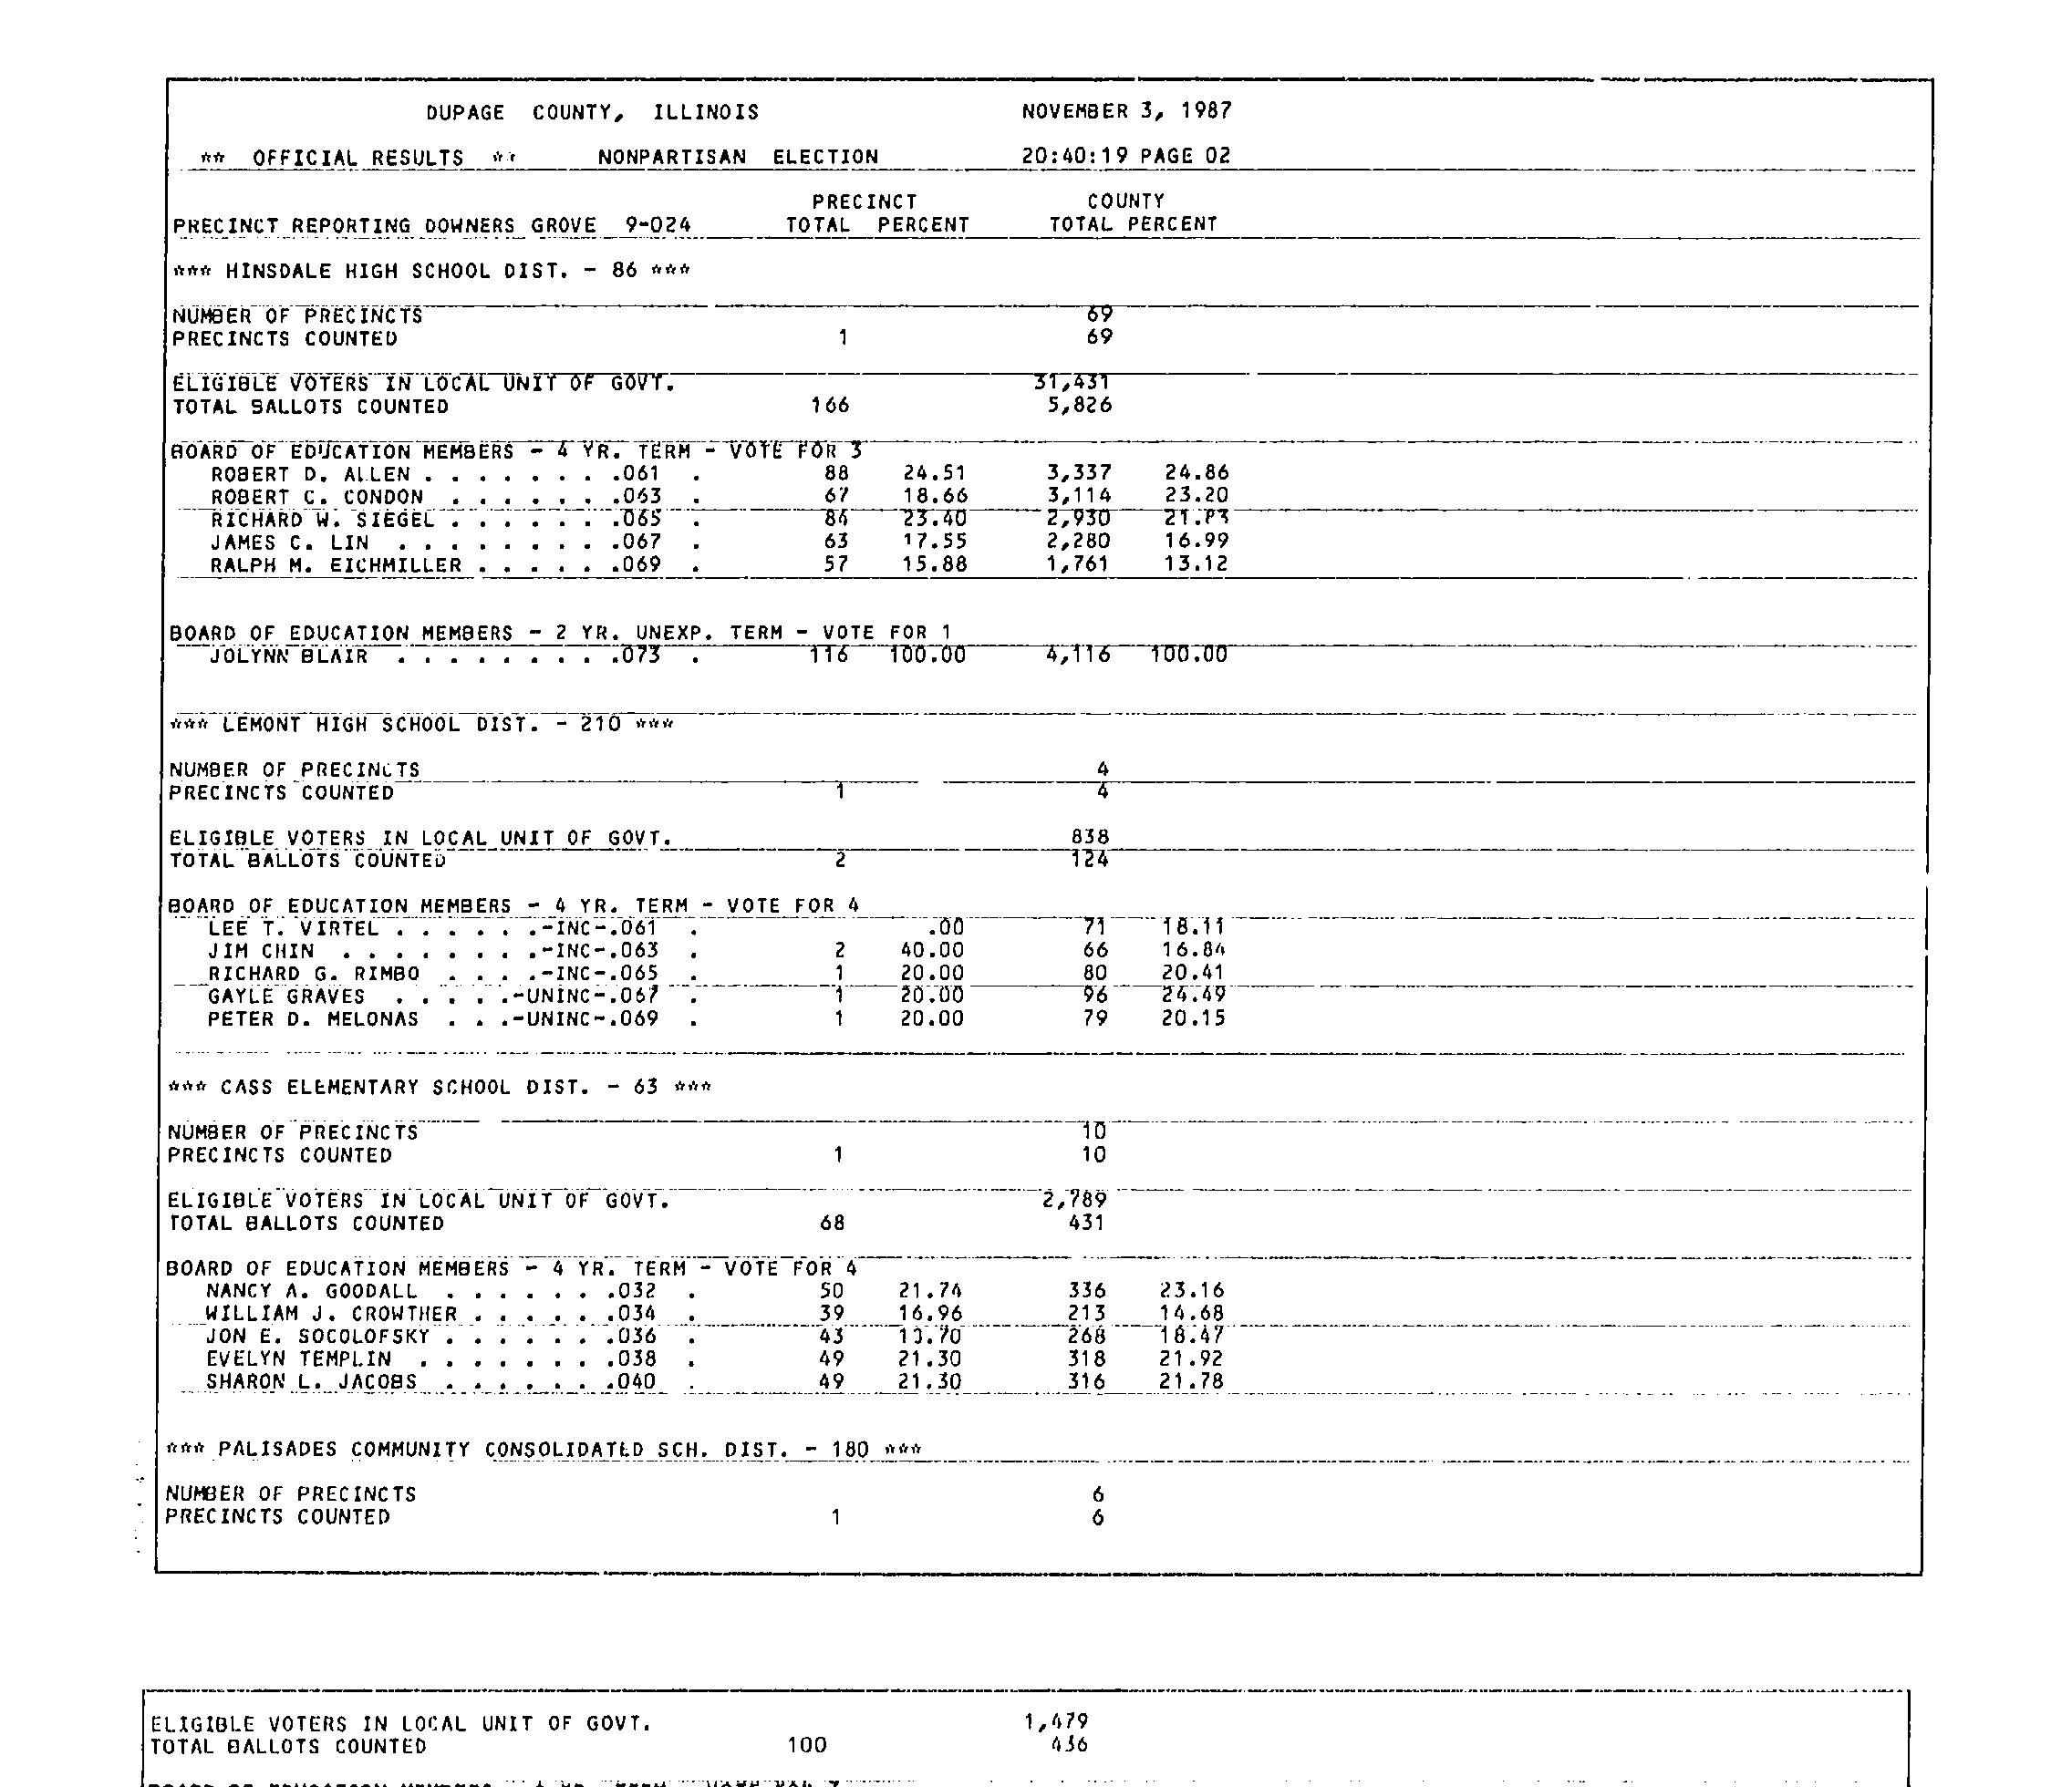 DUPAGE COUNTY, ILLINOIS NOVEMBER 3, 1987
** OFFICIAL RESULTS ** NONPARTISAN ELECTION 20:40:19 PAGE 02
PRECINCT COUNTY
PRECINCT REPORTING DOWNERS GROVE 9-024 TOTAL PERCENT TOTAL PERCENT
*** HINSDALE HIGH SCHOOL DIST. - 86 ***
NUMBER OF PRECINCTS 69
PRECINCTS COUNTED 1 69
ELIGIBLE VOTERS IN LOCAL UNIT OF GOVT. 31,431
TOTAL BALLOTS COUNTED 166 5,826
BOARD OF EDUCATION MEMBERS - 4 YR. TERM - VOTE FOR 3
ROBERT D. ALLEN . . . . . . . .061 . 88 24.51 3,337 24.86
ROBERT C. CONDON . . . . . . .063 . 67 18.66 3,114 23.20
RICHARD W. SIEGEL . . . . . . .065 . 84 23.40 2,930 21.83
JAMES C. LIN . . . . . . . . .067 . 63 17.55 2,280 16.99
RALPH M. EICHMILLER . . . . . .069 . 57 15.88 1,761 13.12
BOARD OF EDUCATION MEMBERS - 2 YR. UNEXP. TERM - VOTE FOR 1
JOLYNN BLAIR . . . . . . . . .073 . 116 100.00 4,116 100.00
*** LEMONT HIGH SCHOOL DIST. - 210 ***
NUMBER OF PRECINCTS 4
PRECINCTS COUNTED 1 4
ELIGIBLE VOTERS IN LOCAL UNIT OF GOVT. 838
TOTAL BALLOTS COUNTED 2 124
BOARD OF EDUCATION MEMBERS - 4 YR. TERM - VOTE FOR 4
LEE T. VIRTEL . . . . . .-INC-.061 . .00 71 18.11
JIM CHIN . . . . . . . .-INC-.063 . 2 40.00 66 16.84
RICHARD G. RIMBO . . . .-INC-.065 . 1 20.00 80 20.41
GAYLE GRAVES . . . . .-UNINC-.067 . 1 20.00 96 24.49
PETER D. MELONAS . . .-UNINC-.069 . 1 20.00 79 20.15
*** CASS ELEMENTARY SCHOOL DIST. - 63 ***
NUMBER OF PRECINCTS 10
PRECINCTS COUNTED 1 10
ELIGIBLE VOTERS IN LOCAL UNIT OF GOVT. 2,789
TOTAL BALLOTS COUNTED 68 431
BOARD OF EDUCATION MEMBERS - 4 YR. TERM - VOTE FOR 4
NANCY A. GOODALL . . . . . . .032 . 50 21.74 336 23.16
WILLIAM J. CROWTHER . . . . . .034 . 39 16.96 213 14.68
JON E. SOCOLOFSKY . . . . . . .036 . 43 18.70 268 18.47
EVELYN TEMPLIN . . . . . . . .038 . 49 21.30 318 21.92
SHARON L. JACOBS . . . . . . .040 . 49 21.30 316 21.78
*** PALISADES COMMUNITY CONSOLIDATED SCH. DIST. - 180 ***
NUMBER OF PRECINCTS 6
PRECINCTS COUNTED 1 6
ELIGIBLE VOTERS IN LOCAL UNIT OF GOVT. 1,479
TOTAL BALLOTS COUNTED 100 436